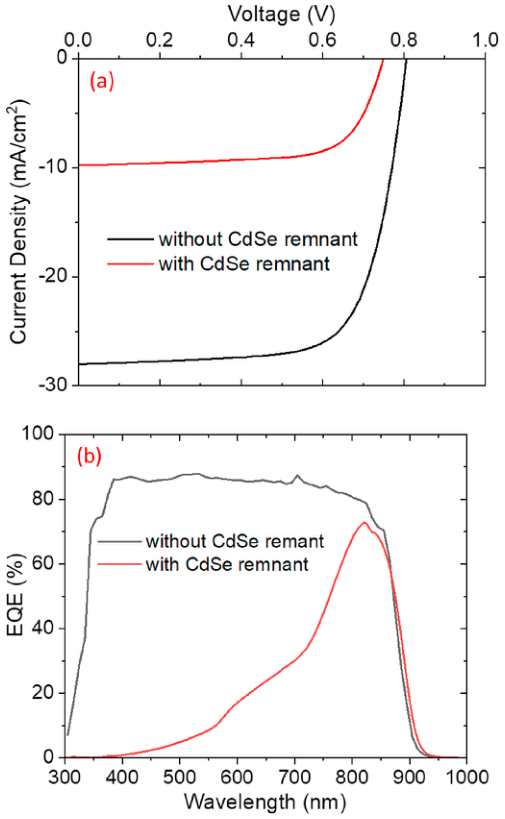 Voltage (V)
0.0 0.2 0.4 0.6 0.8 1.0
(a)
0
-10
-20
-30
Current Density (mA/cm²)
without CdSe remnant
with CdSe remnant
(b)
100
80
60
40
20
0
EQE (%)
without CdSe remant
with CdSe remnant
300 400 500 600 700 800 900 1000
Wavelength (nm)